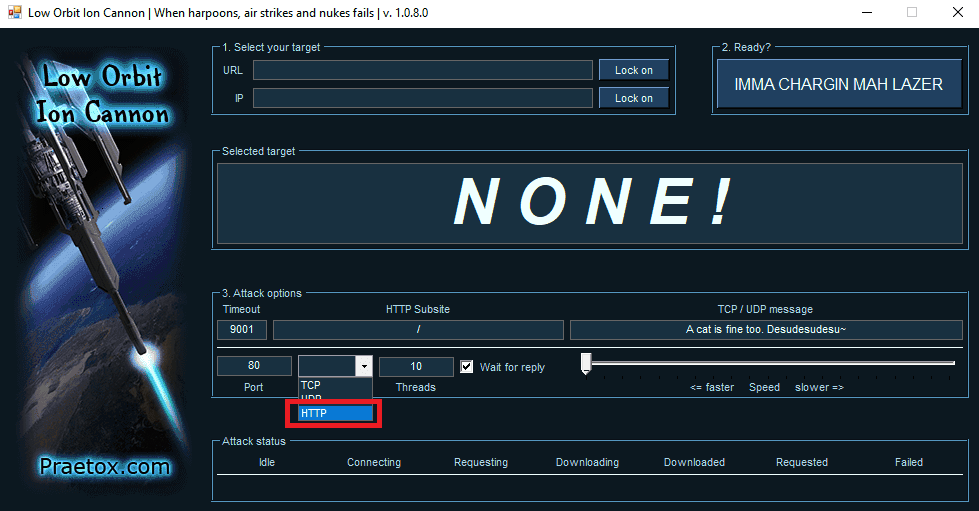 Low Orbit Ion Cannon | When harpoons, air strikes and nukes fails | v. 1.0.8.0
Low Orbit
Ion Cannon
Praetox.com
1. Select your target
URL
Lock on
IP
Lock on
2. Ready?
IMMA CHARGIN MAH LAZER
Selected target
NONE!
3. Attack options
Timeout HTTP Subsite TCP / UDP message
9001 / A cat is fine too. Desudesudesu~
80 10 Wait for reply
Port Threads <= faster Speed slower =>
TCP
UDP
HTTP
Attack status
Idle Connecting Requesting Downloading Downloaded Requested Failed